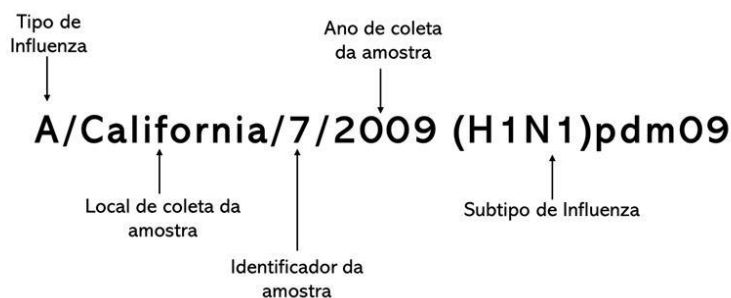 Tipo de
Influenza
Ano de coleta
da amostra
A/California/7/2009 (H1N1)pdm09
Local de coleta da
amostra
Subtipo de Influenza
Identificador da
amostra